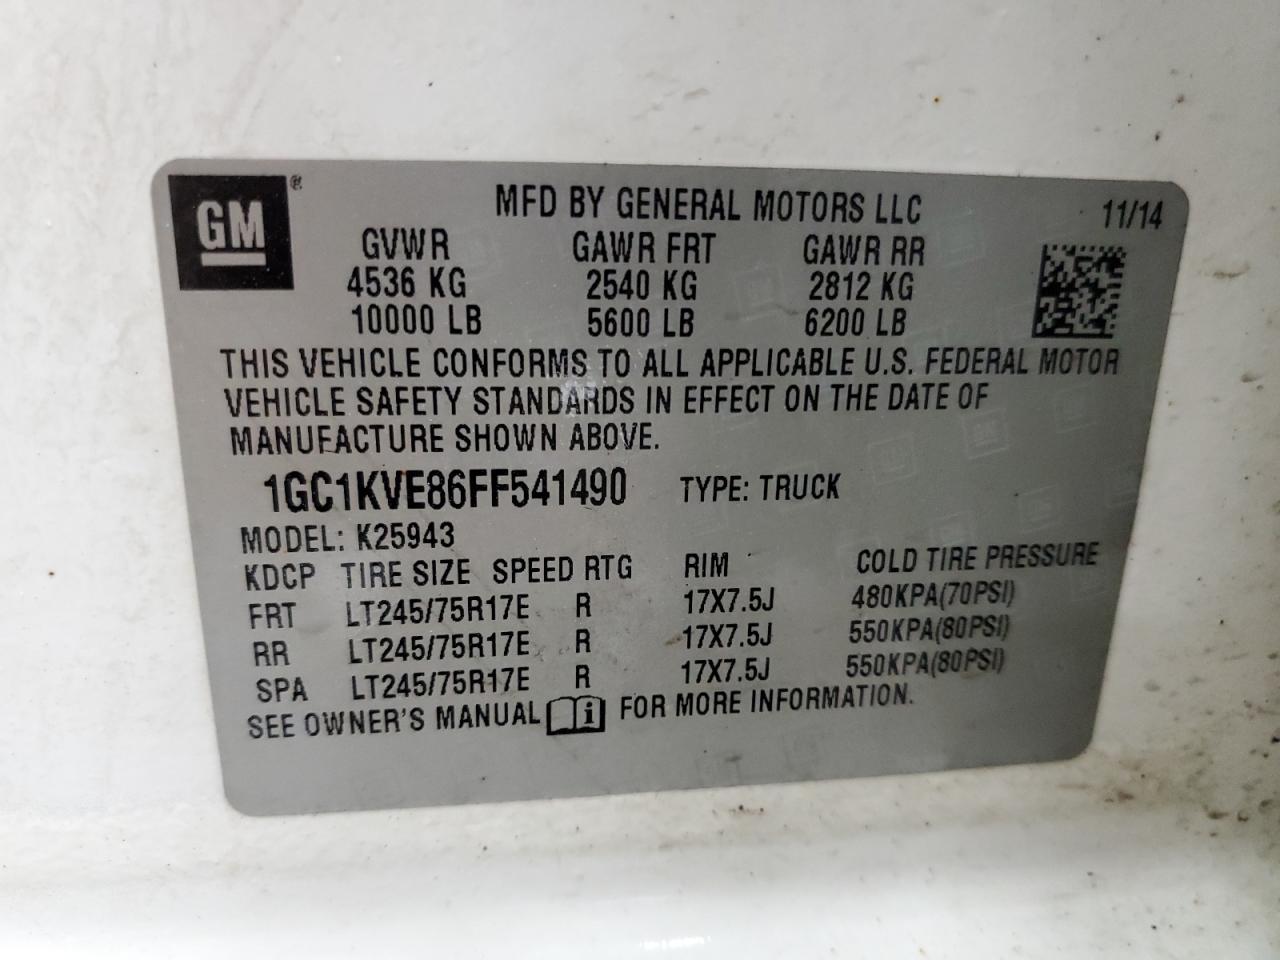 GM® MFD BY GENERAL MOTORS LLC 11/14
GVWR GAWR FRT GAWR RR
4536 KG 2540 KG 2812 KG
10000 LB 5600 LB 6200 LB
THIS VEHICLE CONFORMS TO ALL APPLICABLE U.S. FEDERAL MOTOR
VEHICLE SAFETY STANDARDS IN EFFECT ON THE DATE OF
MANUFACTURE SHOWN ABOVE.
1GC1KVE86FF541490 TYPE: TRUCK
MODEL: K25943
KDCP TIRE SIZE SPEED RTG RIM COLD TIRE PRESSURE
FRT LT245/75R17E R 17X7.5J 480KPA(70PSI)
RR LT245/75R17E R 17X7.5J 550KPA(80PSI)
SPA LT245/75R17E R 17X7.5J 550KPA(80PSI)
SEE OWNER'S MANUAL i FOR MORE INFORMATION.